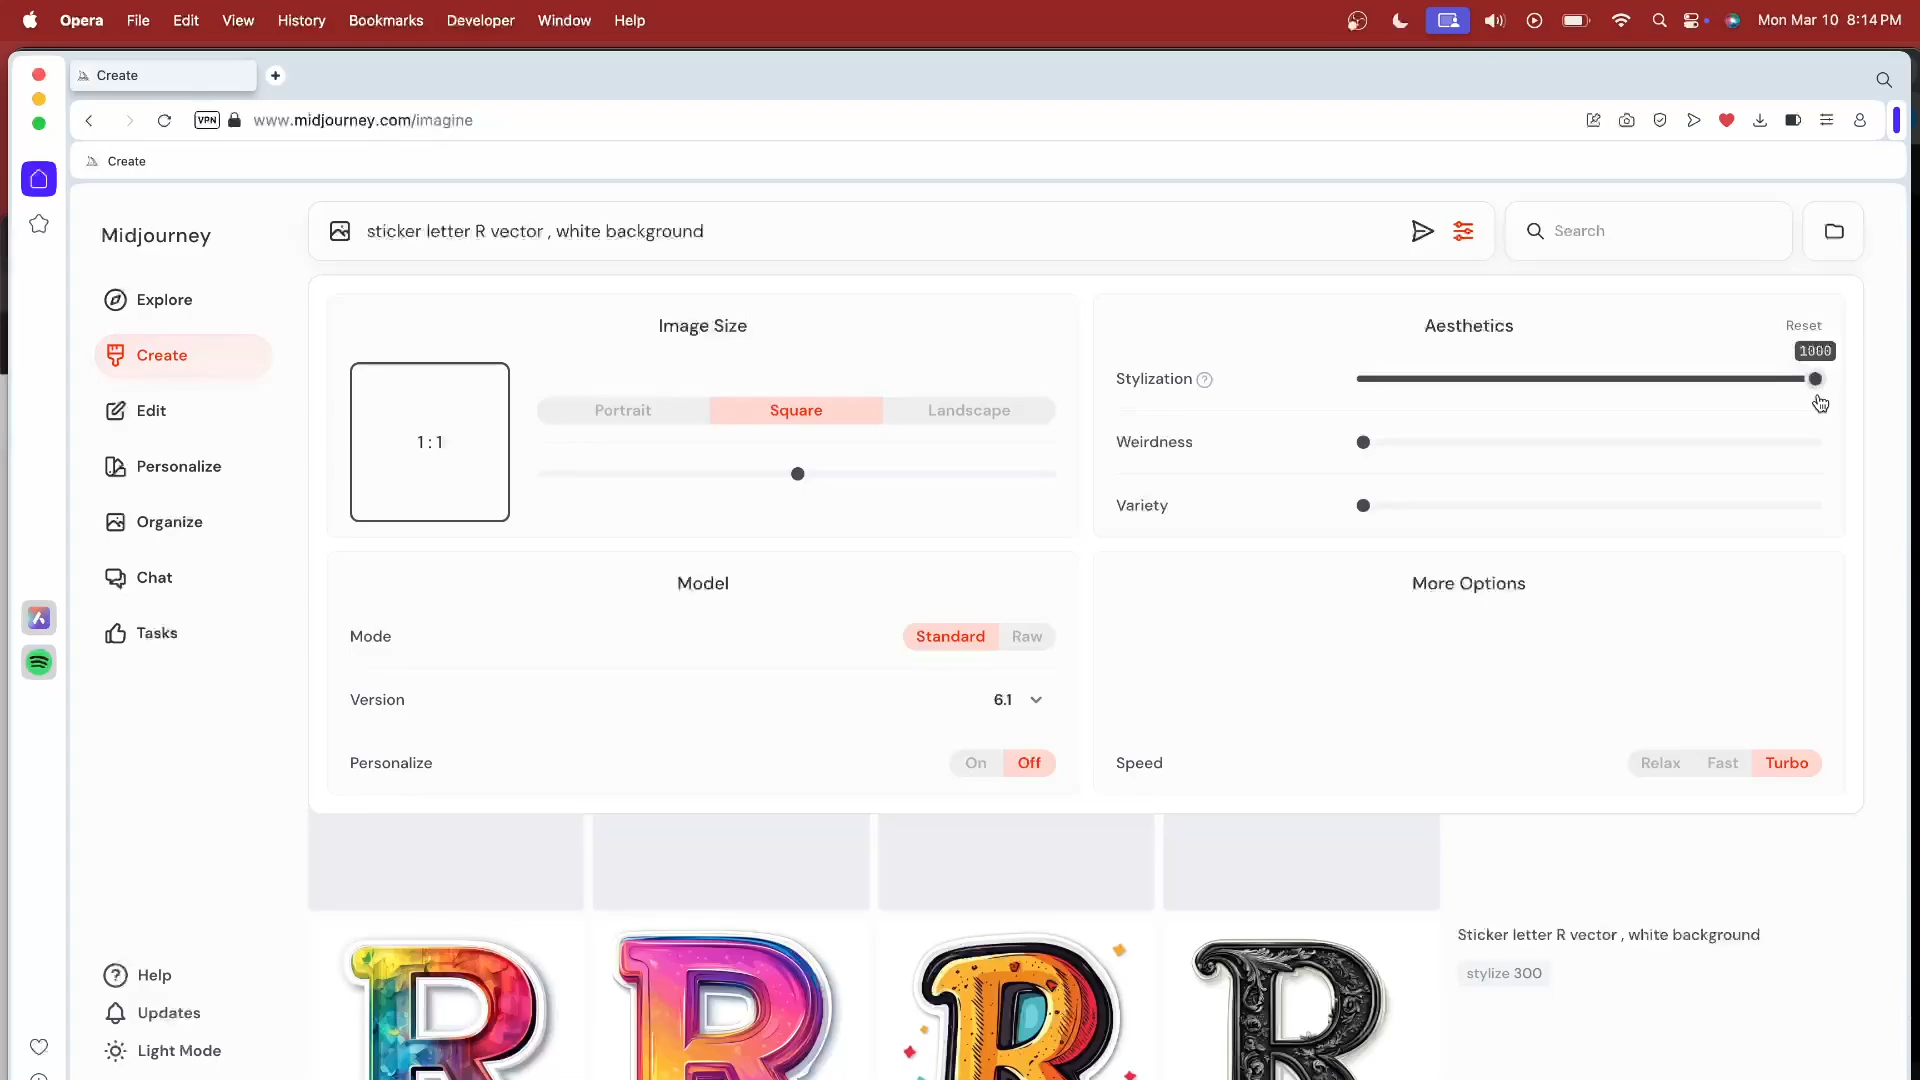 Opera File Edit View History Bookmarks Developer Window Help Mon Mar 10 8:14 PM
Create
VPN www.midjourney.com/imagine
Create
Midjourney
sticker letter R vector , white background
Search
Explore
Create
Edit
Personalize
Organize
Chat
Tasks
Help
Updates
Light Mode
Image Size
1 : 1
Portrait Square Landscape
Aesthetics
Reset
1000
Stylization ?
Weirdness
Variety
Model
Mode Standard Raw
Version 6.1
Personalize On Off
More Options
Speed Relax Fast Turbo
R R R R
Sticker letter R vector , white background
stylize 300